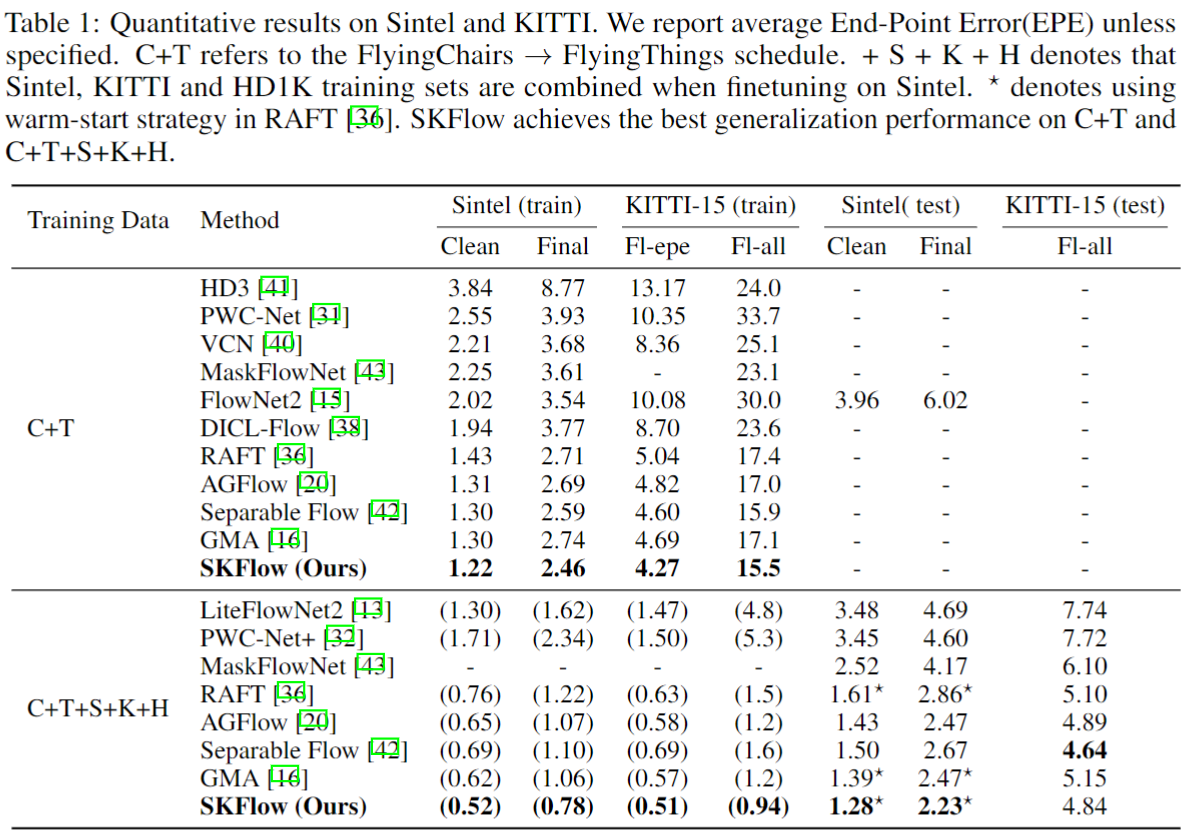 Table 1: Quantitative results on Sintel and KITTI. We report average End-Point Error(EPE) unless
specified. C+T refers to the FlyingChairs → FlyingThings schedule. + S + K + H denotes that
Sintel, KITTI and HD1K training sets are combined when finetuning on Sintel. * denotes using
warm-start strategy in RAFT [36]. SKFlow achieves the best generalization performance on C+T and
C+T+S+K+H.
Training Data Method Sintel (train) KITTI-15 (train) Sintel( test) KITTI-15 (test)
Clean Final Fl-epe Fl-all Clean Final Fl-all
C+T
HD3 [41] 3.84 8.77 13.17 24.0 - - -
PWC-Net [31] 2.55 3.93 10.35 33.7 - - -
VCN [40] 2.21 3.68 8.36 25.1 - - -
MaskFlowNet [43] 2.25 3.61 - 23.1 - - -
FlowNet2 [15] 2.02 3.54 10.08 30.0 3.96 6.02 -
DICL-Flow [38] 1.94 3.77 8.70 23.6 - - -
RAFT [36] 1.43 2.71 5.04 17.4 - - -
AGFlow [20] 1.31 2.69 4.82 17.0 - - -
Separable Flow [42] 1.30 2.59 4.60 15.9 - - -
GMA [16] 1.30 2.74 4.69 17.1 - - -
SKFlow (Ours) 1.22 2.46 4.27 15.5 - - -
C+T+S+K+H
LiteFlowNet2 [13] (1.30) (1.62) (1.47) (4.8) 3.48 4.69 7.74
PWC-Net+ [32] (1.71) (2.34) (1.50) (5.3) 3.45 4.60 7.72
MaskFlowNet [43] - - - - 2.52 4.17 6.10
RAFT [36] (0.76) (1.22) (0.63) (1.5) 1.61* 2.86* 5.10
AGFlow [20] (0.65) (1.07) (0.58) (1.2) 1.43 2.47 4.89
Separable Flow [42] (0.69) (1.10) (0.69) (1.6) 1.50 2.67 4.64
GMA [16] (0.62) (1.06) (0.57) (1.2) 1.39* 2.47* 5.15
SKFlow (Ours) (0.52) (0.78) (0.51) (0.94) 1.28* 2.23* 4.84